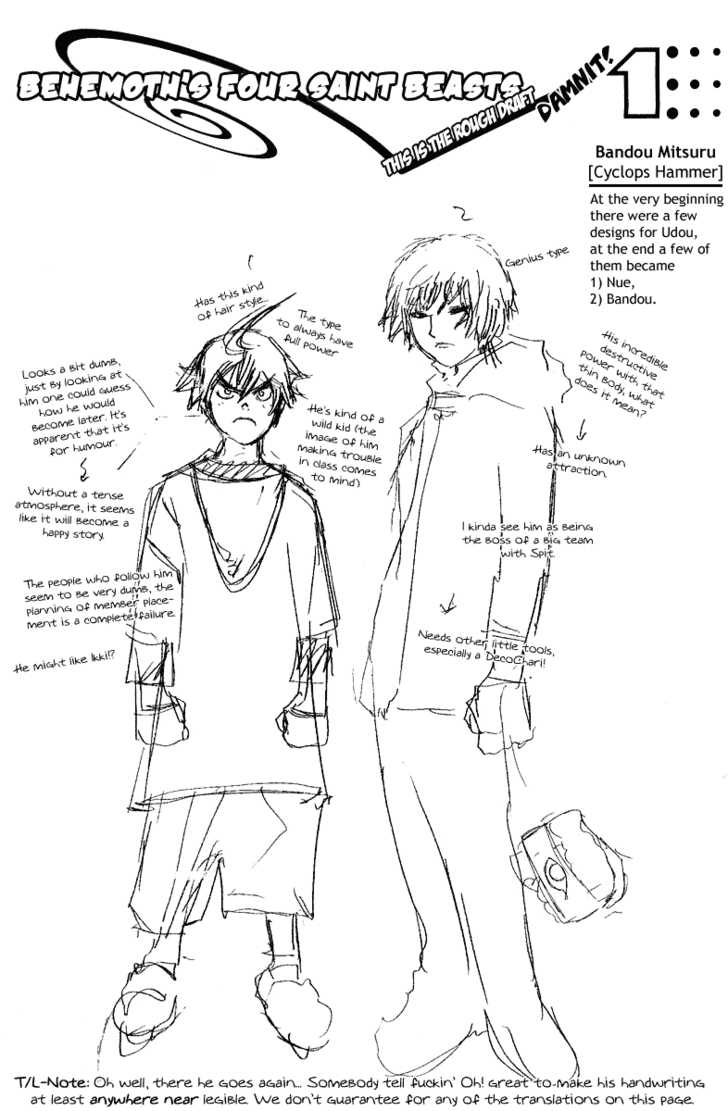 BEHEMOTH'S FOUR SAINT BEASTS
THIS IS THE ROUGH DRAFT
DAMNIT!
1
Bandou Mitsuru
[Cyclops Hammer]
At the very beginning
there were a few
designs for Udou,
at the end a few of
them became
1) Nue,
2) Bandou.
2
Genius type
1
Has this kind
of hair style...
The type
to always have
full power
His incredible
destructive
power with that
thin body, what
does it mean?
Looks a bit dumb,
just by looking at
him one could guess
how he would
become later. It's
apparent that it's
for humour.
He's kind of a
wild kid (the
image of him
making trouble
in class comes
to mind)
Has an unknown
attraction.
Without a tense
atmosphere, it seems
like it will become a
happy story.
I kinda see him as being
the boss of a big team
with Spit.
The people who follow him
seem to be very dumb, the
planning of member place-
ment is a complete failure.
Needs other little tools,
especially a DecoChari!
He might like Ikki!?
T/L-Note: Oh well, there he goes again... Somebody tell fuckin' Oh! Great to make his handwriting
at least anywhere near legible. We don't guarantee for any of the translations on this page.